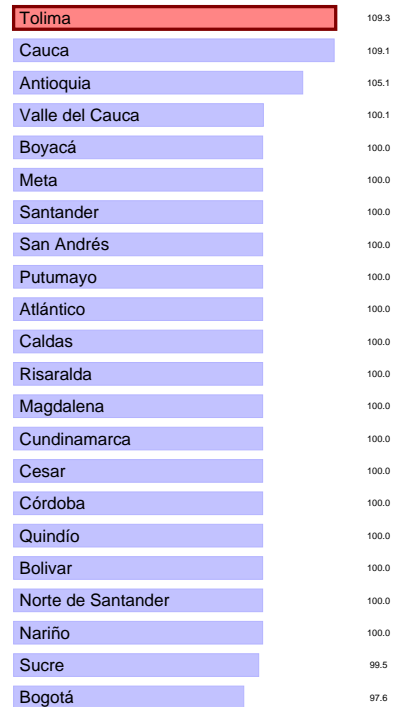 Tolima 109.3
Cauca 109.1
Antioquia 105.1
Valle del Cauca 100.1
Boyacá 100.0
Meta 100.0
Santander 100.0
San Andrés 100.0
Putumayo 100.0
Atlántico 100.0
Caldas 100.0
Risaralda 100.0
Magdalena 100.0
Cundinamarca 100.0
Cesar 100.0
Córdoba 100.0
Quindío 100.0
Bolivar 100.0
Norte de Santander 100.0
Nariño 100.0
Sucre 99.5
Bogotá 97.6